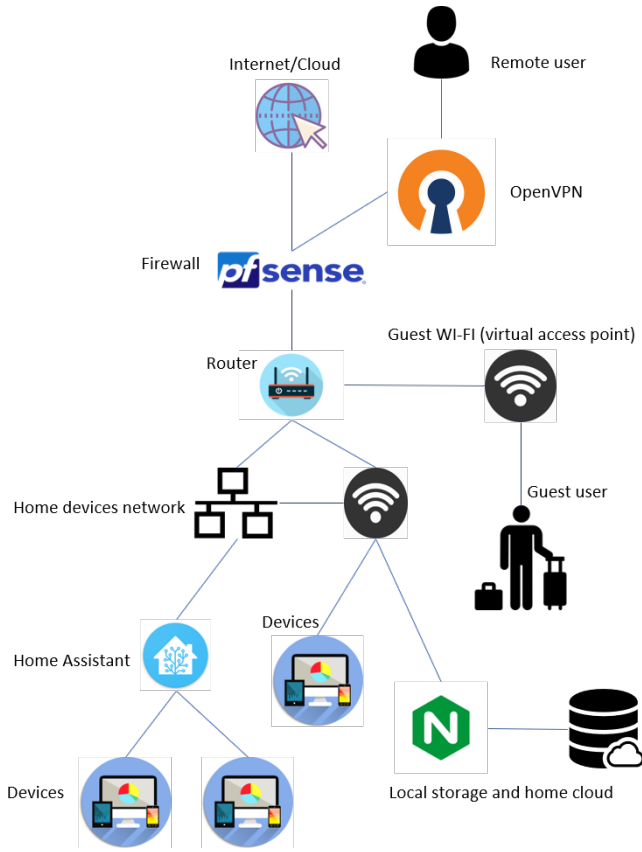 Internet/Cloud
Remote user
OpenVPN
Firewall
pfsense
Guest WI-FI (virtual access point)
Router
Home devices network
Guest user
Devices
Home Assistant
N
Devices
Local storage and home cloud